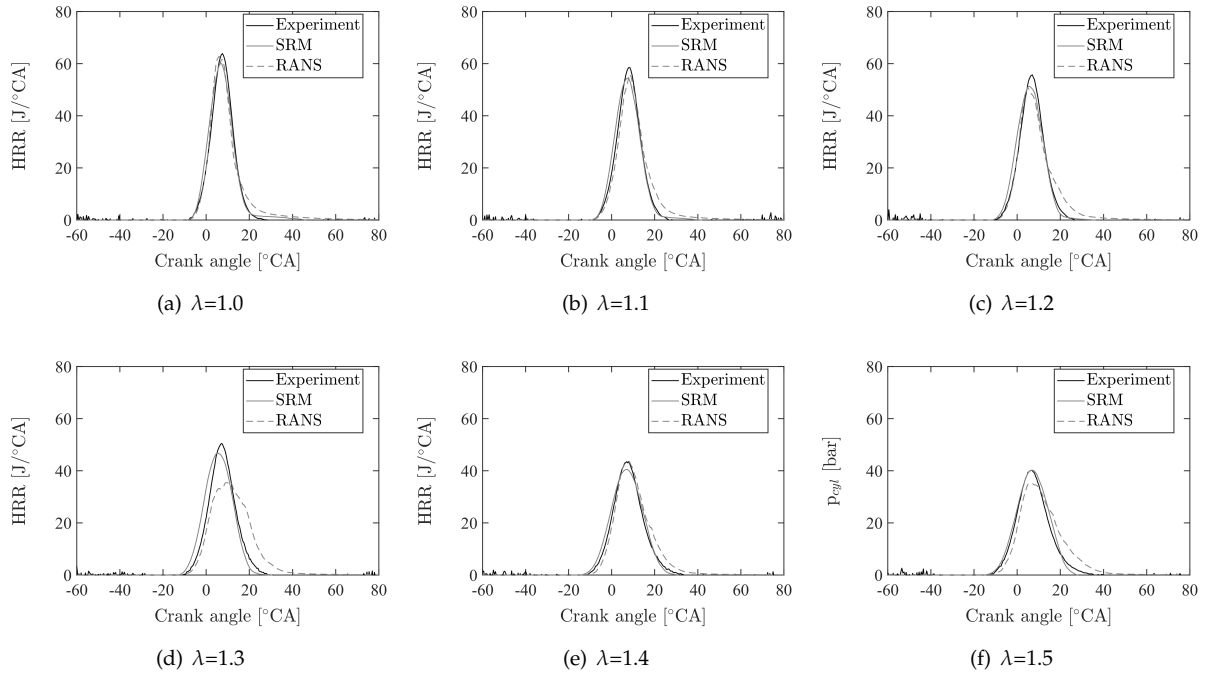 80
60
40
20
0
HRR [J/°CA]
-60 -40 -20 0 20 40 60 80
Crank angle [°CA]
Experiment
SRM
RANS
(a) λ=1.0
80
60
40
20
0
HRR [J/°CA]
-60 -40 -20 0 20 40 60 80
Crank angle [°CA]
Experiment
SRM
RANS
(b) λ=1.1
80
60
40
20
0
HRR [J/°CA]
-60 -40 -20 0 20 40 60 80
Crank angle [°CA]
Experiment
SRM
RANS
(c) λ=1.2
80
60
40
20
0
HRR [J/°CA]
-60 -40 -20 0 20 40 60 80
Crank angle [°CA]
Experiment
SRM
RANS
(d) λ=1.3
80
60
40
20
0
HRR [J/°CA]
-60 -40 -20 0 20 40 60 80
Crank angle [°CA]
Experiment
SRM
RANS
(e) λ=1.4
80
60
40
20
0
p_cyl [bar]
-60 -40 -20 0 20 40 60 80
Crank angle [°CA]
Experiment
SRM
RANS
(f) λ=1.5